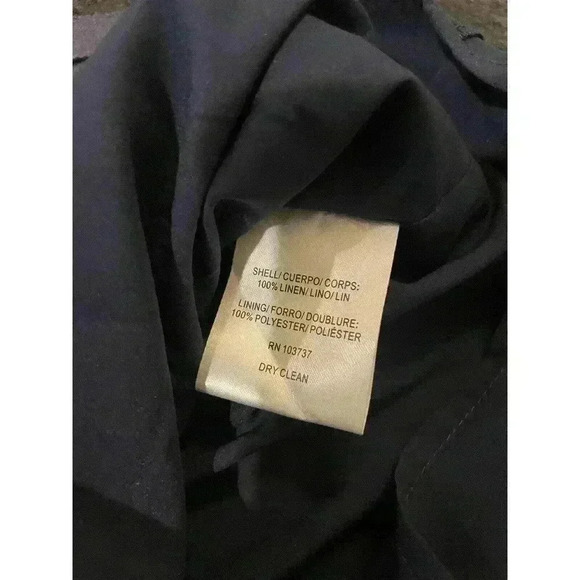 SHELL/ CUERPO/ CORPS:
100% LINEN/ LINO/ LIN
LINING/ FORRO/ DOUBLURE:
100% POLYESTER/ POLIÉSTER
RN 103737
DRY CLEAN